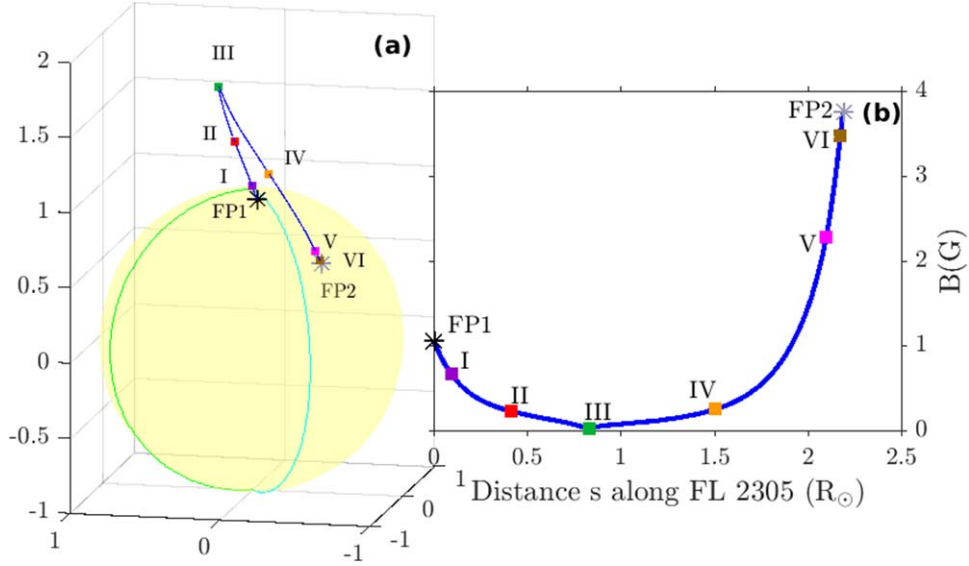 (a)
III
II
IV
I
FP1
V
VI
FP2
2
1.5
1
0.5
0
-0.5
-1
1
0
-1
-1
0
1
(b)
FP2
VI
V
FP1
I
II
III
IV
4
3
2
1
0
B(G)
0
0.5
1
1.5
2
2.5
Distance s along FL 2305 (R☉)